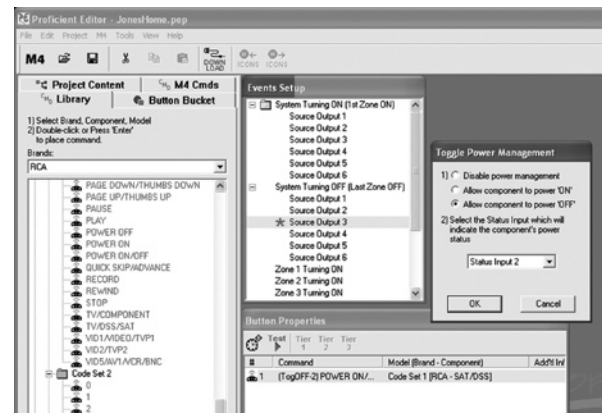 Proficient Editor - JonesHome.pep
File Edit Project M4 Tools View Help
M4
DOWN LOAD
ICONS ICONS
Project Content
M4 Cmds
Library
Button Bucket
1) Select Brand, Component, Model
2) Double-click or Press 'Enter'
to place command.
Brands:
RCA
PAGE DOWN/THUMBS DOWN
PAGE UP/THUMBS UP
PAUSE
PLAY
POWER OFF
POWER ON
POWER ON/OFF
QUICK SKIP/ADVANCE
RECORD
REWIND
STOP
TV/COMPONENT
TV/DSS/SAT
VID1/VIDEO/TVP1
VID2/TVP2
VID5/AV1/VCR/BNC
Code Set 2
0
1
2
Events Setup
System Turning ON (1st Zone ON)
Source Output 1
Source Output 2
Source Output 3
Source Output 4
Source Output 5
Source Output 6
System Turning OFF (Last Zone OFF)
Source Output 1
Source Output 2
Source Output 3
Source Output 4
Source Output 5
Source Output 6
Zone 1 Turning ON
Zone 2 Turning ON
Zone 3 Turning ON
Toggle Power Management
1) Disable power management
Allow component to power 'ON'
Allow component to power 'OFF'
2) Select the Status Input which will
indicate the component's power
status
Status Input 2
OK Cancel
Button Properties
Test Tier 1 Tier 2 Tier 3
# Command Model (Brand - Component) Add'tl Inf
1 (TogOFF-2) POWER ON/... Code Set 1 [RCA - SAT/DSS]